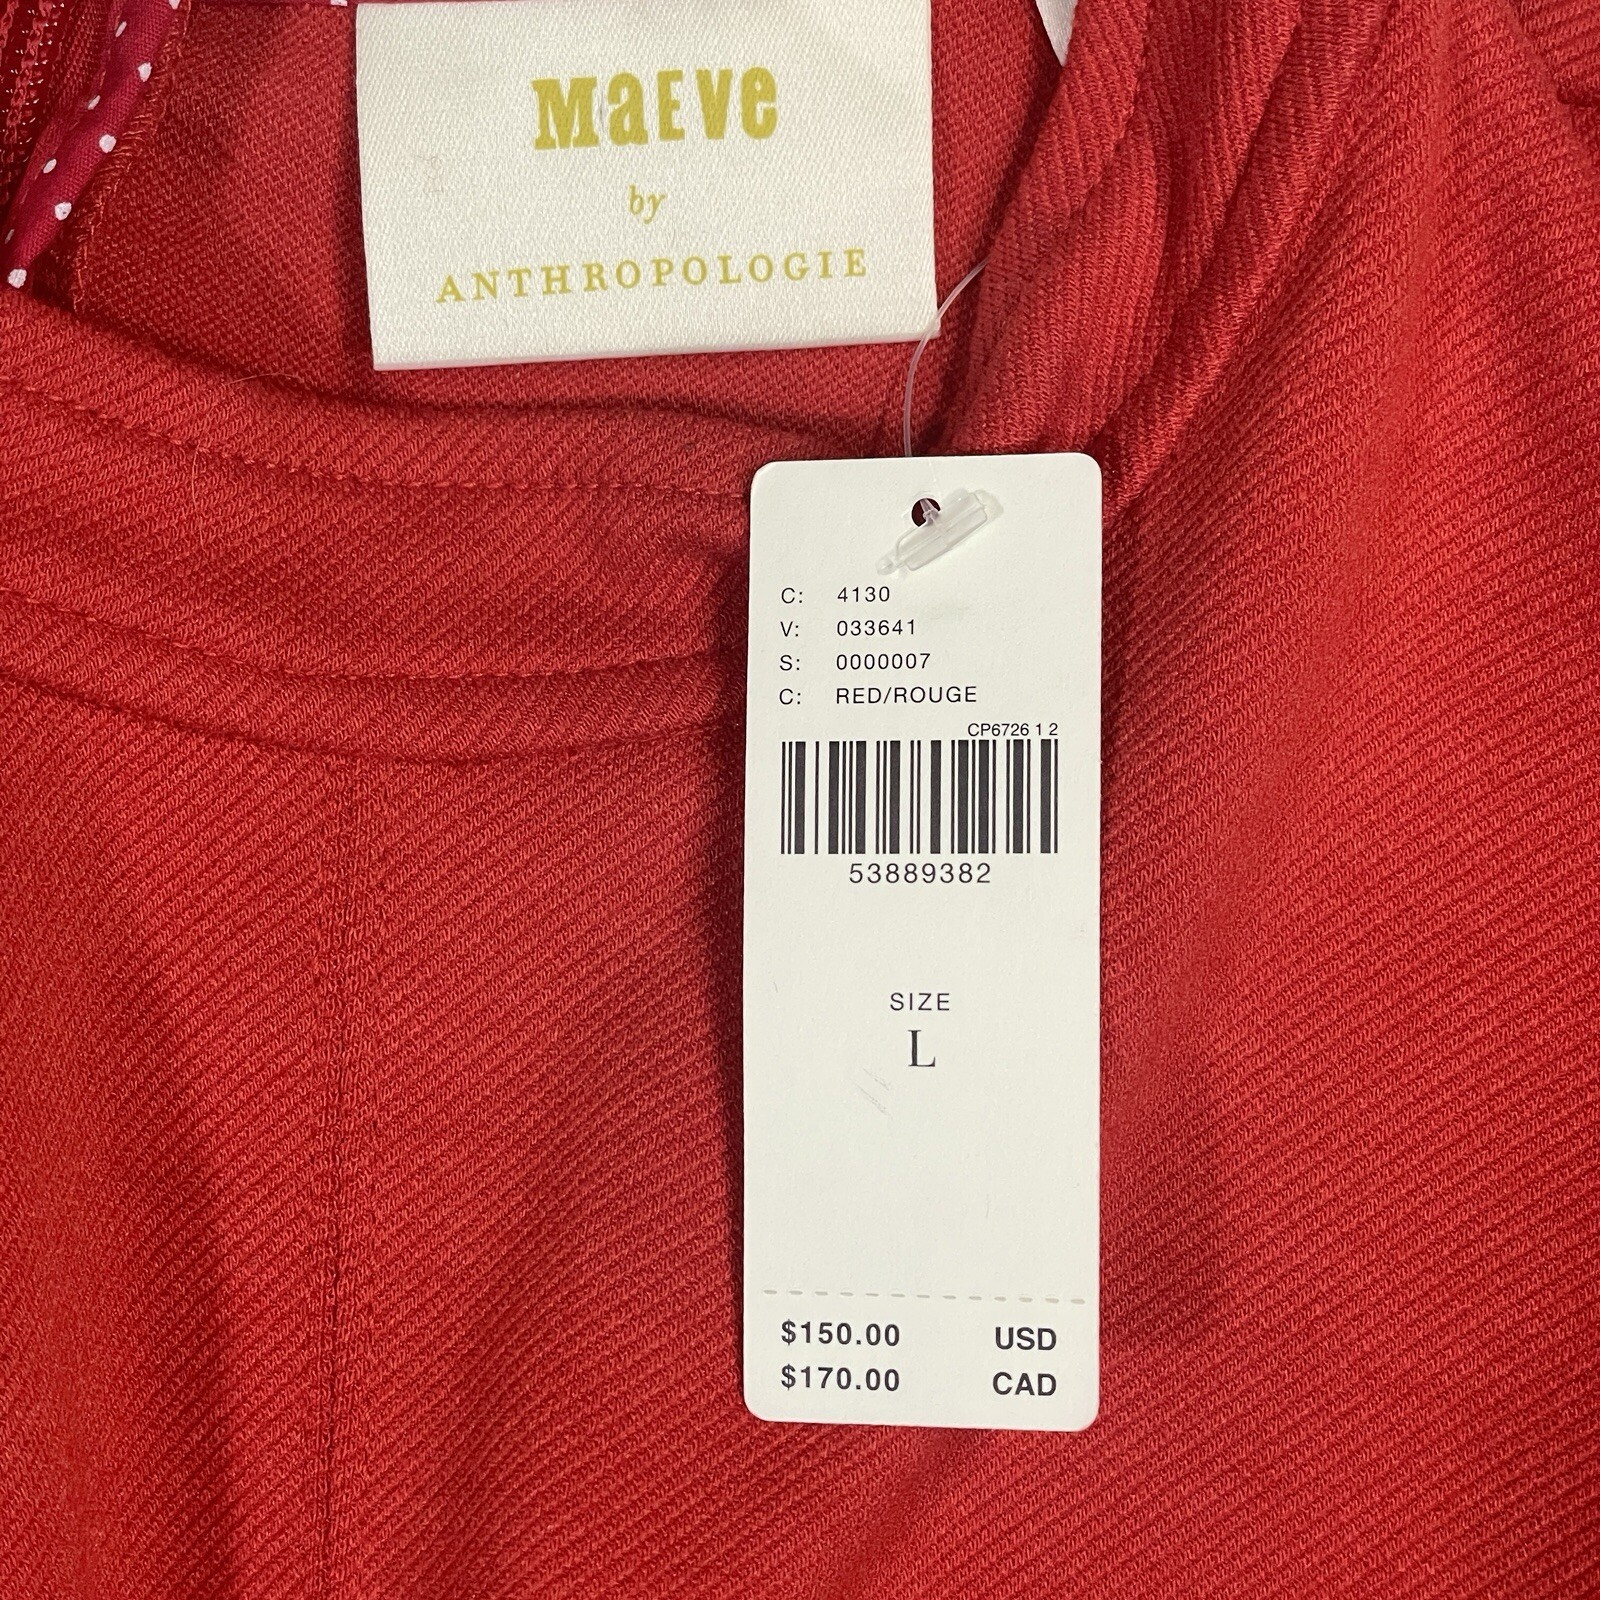 MaEVe
by
ANTHROPOLOGIE
C: 4130
V: 033641
S: 0000007
C: RED/ROUGE
CP6726 1 2
53889382
SIZE
L
$150.00 USD
$170.00 CAD